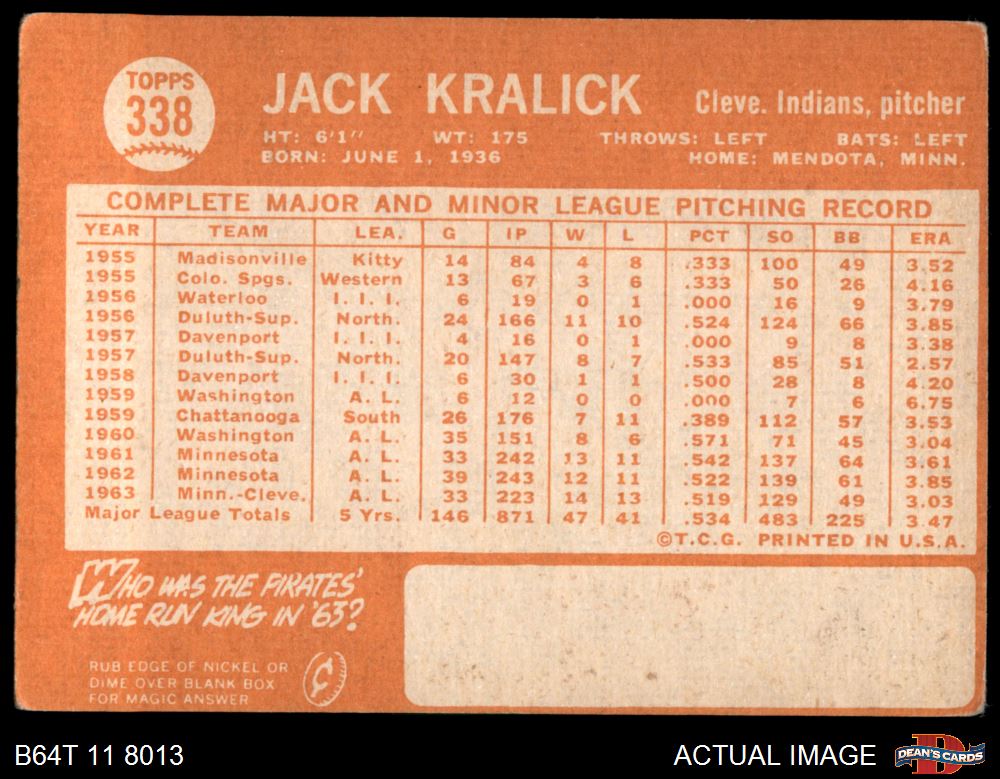 TOPPS
338
JACK KRALICK
Cleve. Indians, pitcher
HT: 6'1" WT: 175 THROWS: LEFT BATS: LEFT
BORN: JUNE 1, 1936 HOME: MENDOTA, MINN.
COMPLETE MAJOR AND MINOR LEAGUE PITCHING RECORD
YEAR TEAM LEA. G IP W L PCT SO BB ERA
1955 Madisonville Kitty 14 84 4 8 .333 100 49 3.52
1955 Colo. Spgs. Western 13 67 3 6 .333 50 26 4.16
1956 Waterloo I. I. I. 6 19 0 1 .000 16 9 3.79
1956 Duluth-Sup. North. 24 166 11 10 .524 124 66 3.85
1957 Davenport I. I. I. 4 16 0 1 .000 9 8 3.38
1957 Duluth-Sup. North. 20 147 8 7 .533 85 51 2.57
1958 Davenport I. I. I. 6 30 1 1 .500 28 8 4.20
1959 Washington A. L. 6 12 0 0 .000 7 6 6.75
1959 Chattanooga South 26 176 7 11 .389 112 57 3.53
1960 Washington A. L. 35 151 8 6 .571 71 45 3.04
1961 Minnesota A. L. 33 242 13 11 .542 137 64 3.61
1962 Minnesota A. L. 39 243 12 11 .522 139 61 3.85
1963 Minn.-Cleve. A. L. 33 223 14 13 .519 129 49 3.03
Major League Totals 5 Yrs. 146 871 47 41 .534 483 225 3.47
©T.C.G. PRINTED IN U.S.A.
WHO WAS THE PIRATES'
HOME RUN KING IN '63?
RUB EDGE OF NICKEL OR
DIME OVER BLANK BOX
FOR MAGIC ANSWER
¢
B64T 11 8013
ACTUAL IMAGE
D
DEAN'S CARDS